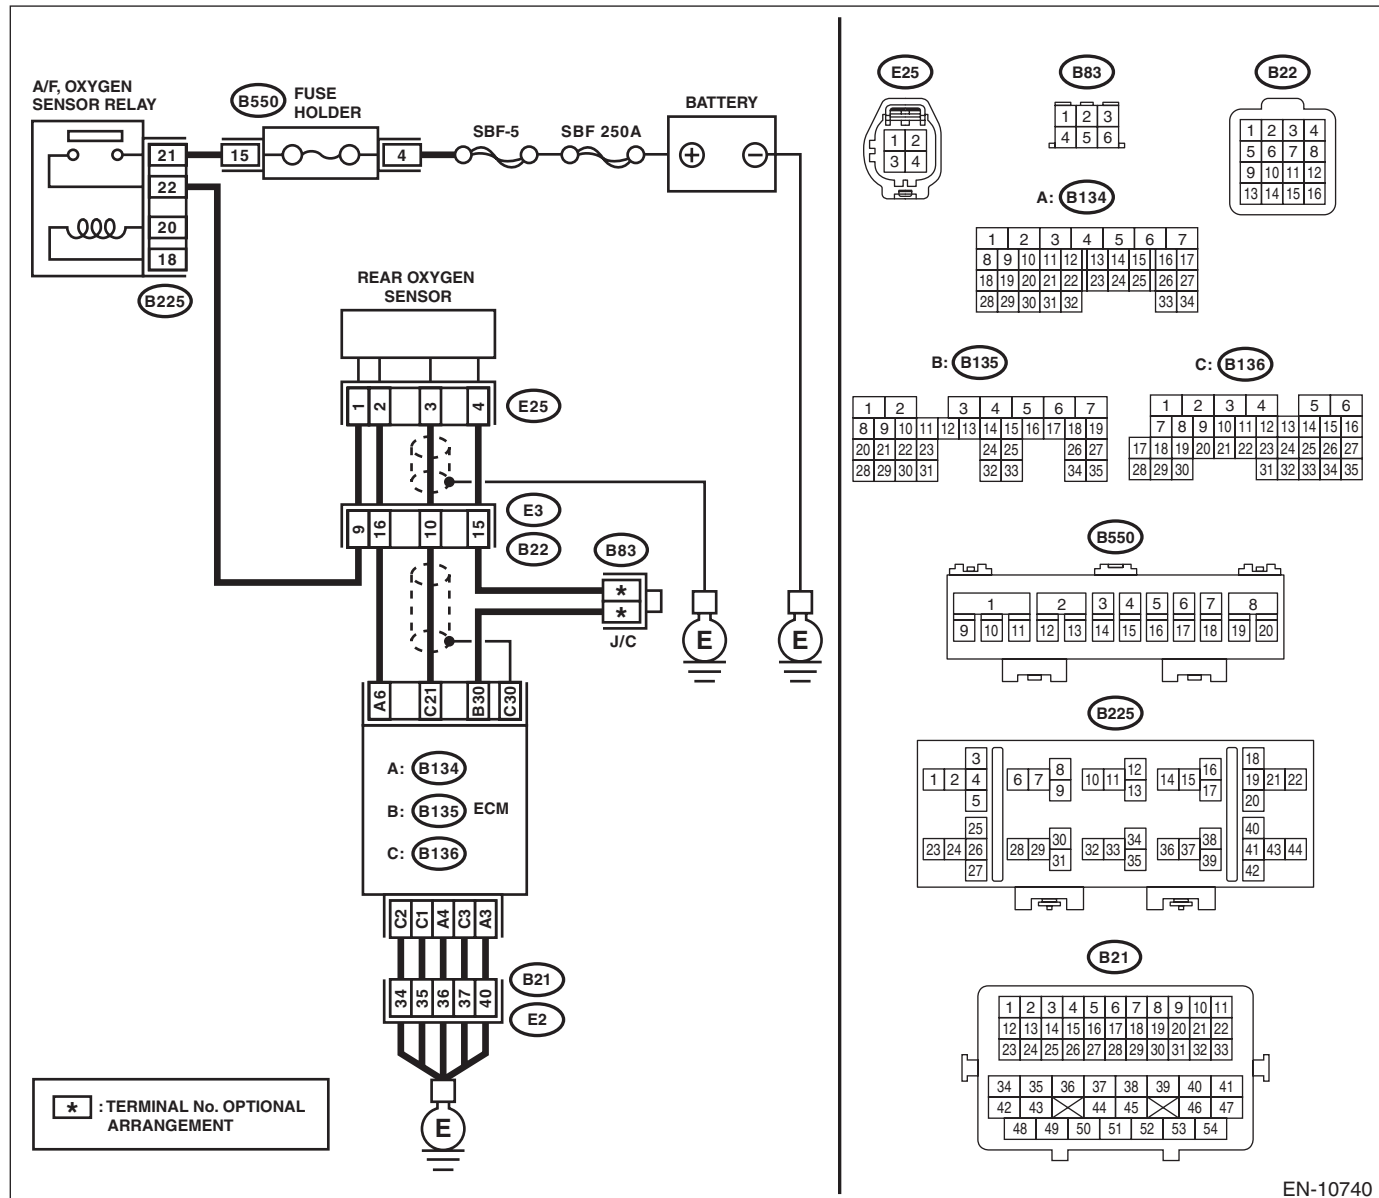 A/F, OXYGEN
SENSOR RELAY
B550
FUSE
HOLDER
SBF-5
SBF 250A
BATTERY
21
15
4
+
−
22
20
18
B225
REAR OXYGEN
SENSOR
1 2 3 4
E25
E3
9 16 10 15
B22
B83
*
*
J/C
E
E
A6 C21 B30 C30
A: B134
B: B135 ECM
C: B136
C2 C1 A4 C3 A3
B21
34 35 36 37 40
E2
E
* : TERMINAL No. OPTIONAL
ARRANGEMENT
E25
1 2
3 4
B83
1 2 3
4 5 6
B22
1 2 3 4
5 6 7 8
9 10 11 12
13 14 15 16
A: B134
1 2 3 4 5 6 7
8 9 10 11 12 13 14 15 16 17
18 19 20 21 22 23 24 25 26 27
28 29 30 31 32 33 34
B: B135
1 2 3 4 5 6 7
8 9 10 11 12 13 14 15 16 17 18 19
20 21 22 23 24 25 26 27
28 29 30 31 32 33 34 35
C: B136
1 2 3 4 5 6
7 8 9 10 11 12 13 14 15 16
17 18 19 20 21 22 23 24 25 26 27
28 29 30 31 32 33 34 35
B550
1 2 3 4 5 6 7 8
9 10 11 12 13 14 15 16 17 18 19 20
B225
3 8 12 16 18
1 2 4 6 7 10 11 14 15 19 21 22
5 9 13 17 20
25 30 34 38 40
23 24 26 28 29 32 33 36 37 41 43 44
27 31 35 39 42
B21
1 2 3 4 5 6 7 8 9 10 11
12 13 14 15 16 17 18 19 20 21 22
23 24 25 26 27 28 29 30 31 32 33
34 35 36 37 38 39 40 41
42 43 44 45 46 47
48 49 50 51 52 53 54
EN-10740